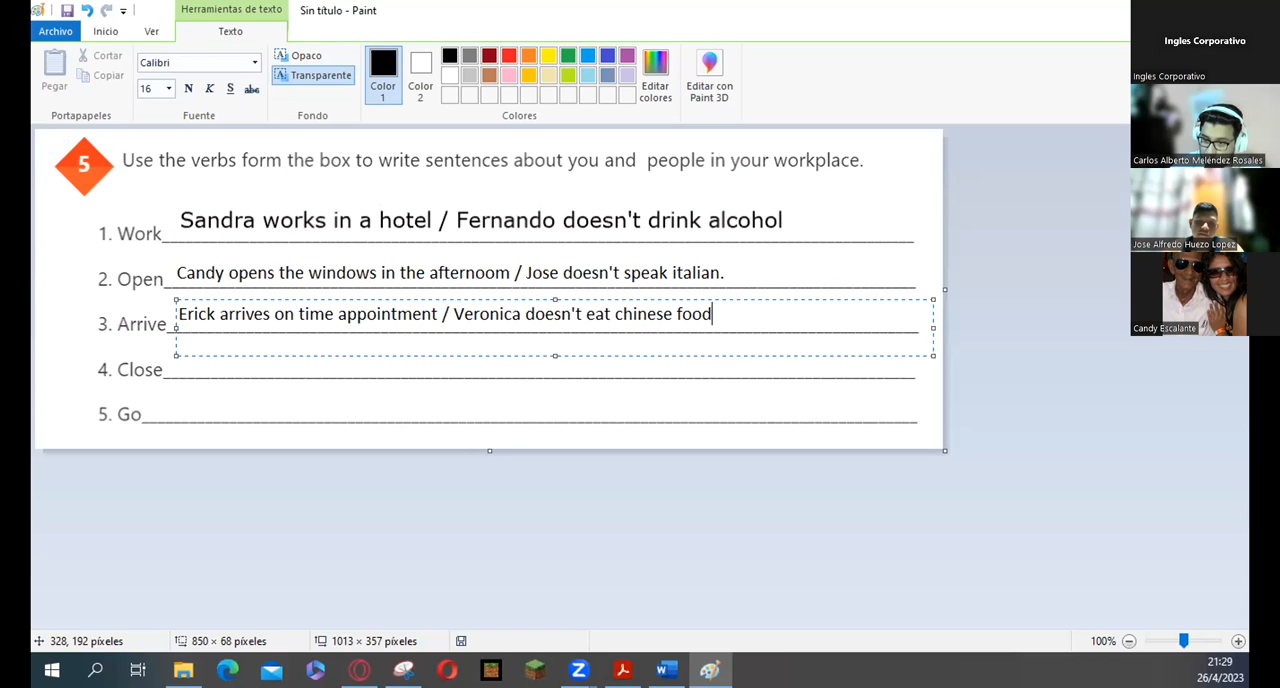 Herramientas de texto
Sin título - Paint
Archivo
Inicio
Ver
Texto
Pegar
Cortar
Copiar
Portapapeles
Calibri
16
N K S abc
Fuente
Opaco
Transparente
Fondo
Color 1
Color 2
Editar colores
Colores
Editar con Paint 3D
5
Use the verbs form the box to write sentences about you and people in your workplace.
1. Work Sandra works in a hotel / Fernando doesn't drink alcohol
2. Open Candy opens the windows in the afternoom / Jose doesn't speak italian.
3. Arrive Erick arrives on time appointment / Veronica doesn't eat chinese food
4. Close
5. Go
Ingles Corporativo
Ingles Corporativo
Carlos Alberto Meléndez Rosales
Jose Alfredo Huezo Lopez
Candy Escalante
328, 192 píxeles
850 × 68 píxeles
1013 × 357 píxeles
100%
21:29
26/4/2023